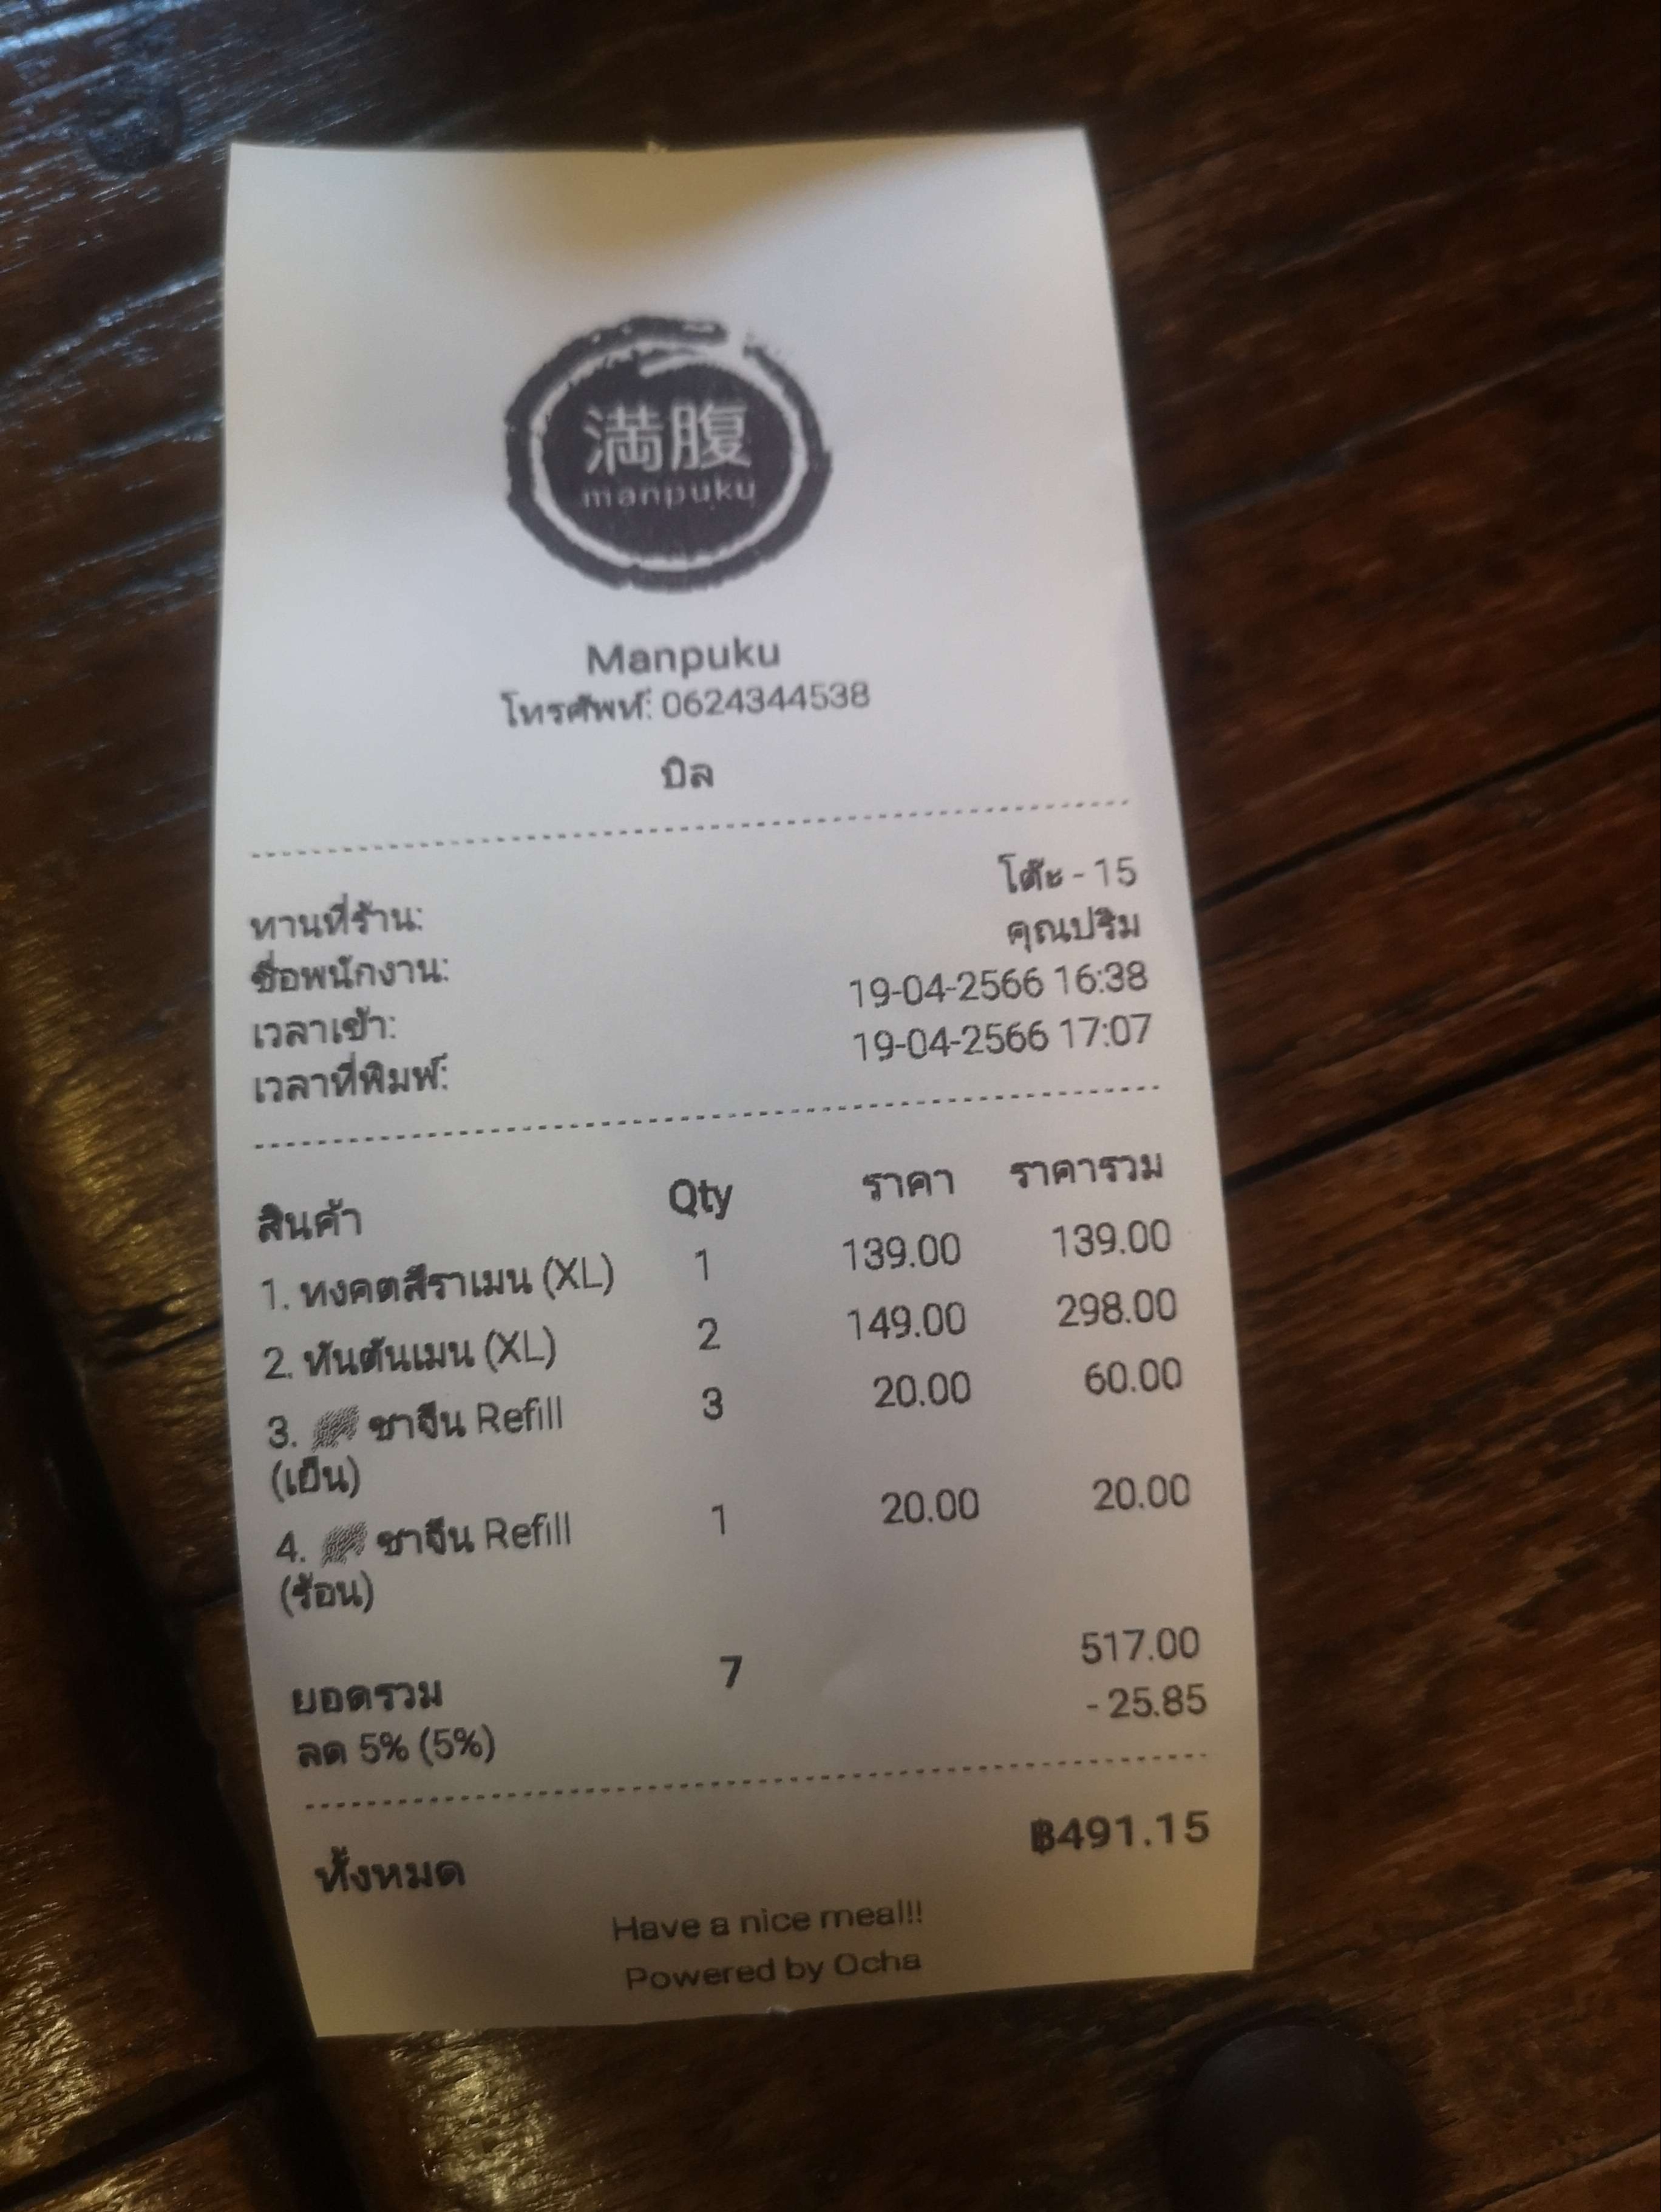 満腹
manpuku
Manpuku
โทรศัพท์: 0624344538
บิล
ทานที่ร้าน: โต๊ะ - 15
ชื่อพนักงาน: คุณปริม
เวลาเข้า: 19-04-2566 16:38
เวลาที่พิมพ์: 19-04-2566 17:07
สินค้า Qty ราคา ราคารวม
1. ทงคตสึราเมน (XL) 1 139.00 139.00
2. ทันตันเมน (XL) 2 149.00 298.00
3. ชาจีน Refill 3 20.00 60.00
(เย็น)
4. ชาจีน Refill 1 20.00 20.00
(ร้อน)
ยอดรวม 7 517.00
ลด 5% (5%) - 25.85
ทั้งหมด ฿491.15
Have a nice meal!!
Powered by Ocha